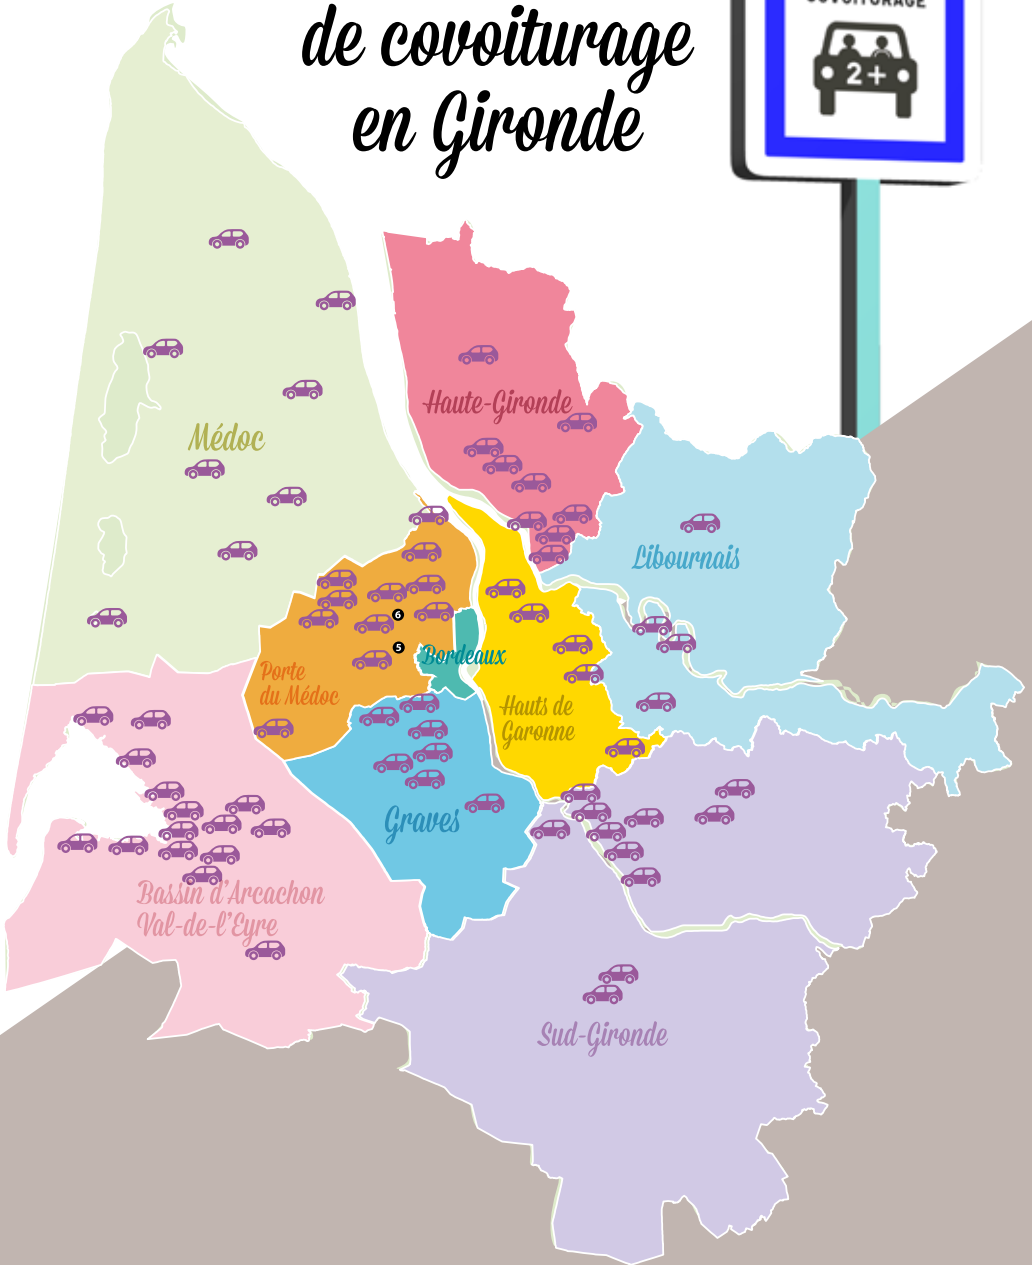 de covoiturage
en Gironde
COVOITURAGE
2+
Haute-Gironde
Médoc
Libournais
6
5
Bordeaux
Porte
du Médoc
Hauts de
Garonne
Graves
Bassin d'Arcachon
Val-de-l'Eyre
Sud-Gironde